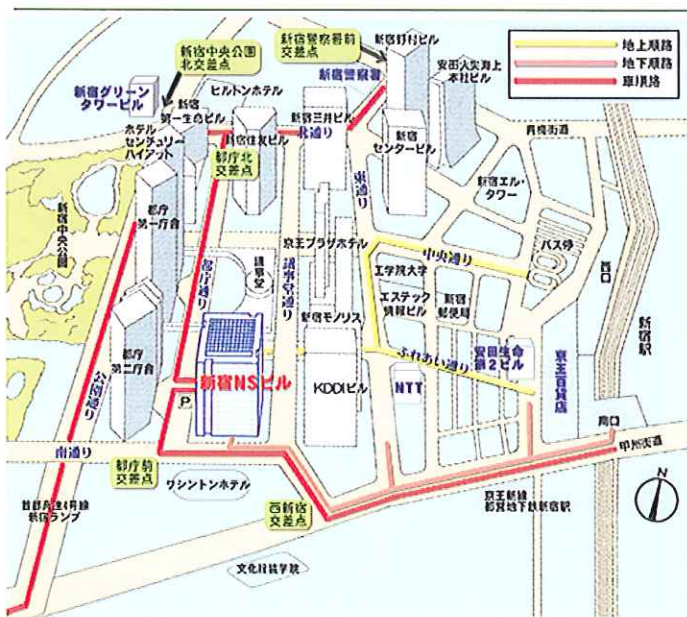 新宿中央公園
北交差点
新宿警察署前
交差点
新宿野村ビル
安田火災海上
本社ビル
地上順路
地下順路
車順路
新宿グリーン
タワービル
ヒルトンホテル
新宿警察署
新宿
第一生命ビル
新宿三井ビル
北通り
青梅街道
ホテル
センチュリー
ハイアット
新宿住友ビル
新宿
センタービル
都庁北
交差点
東通り
新宿エル・
タワー
都庁
第一庁舎
新宿中央公園
京王プラザホテル
中央通り
バス停
西口
都庁通り
議事堂
議事堂通り
工学院大学
エステック
情報ビル
新宿
郵便局
新宿駅
新宿モノリス
都庁
第二庁舎
公園通り
ふれあい通り
安田生命
第2ビル
京王百貨店
新宿NSビル
KDDIビル
NTT
P
南口
南通り
甲州街道
都庁前
交差点
ワシントンホテル
西新宿
交差点
首都高速4号線
新宿ランプ
京王新線
都営地下鉄新宿駅
N
文化服装学院